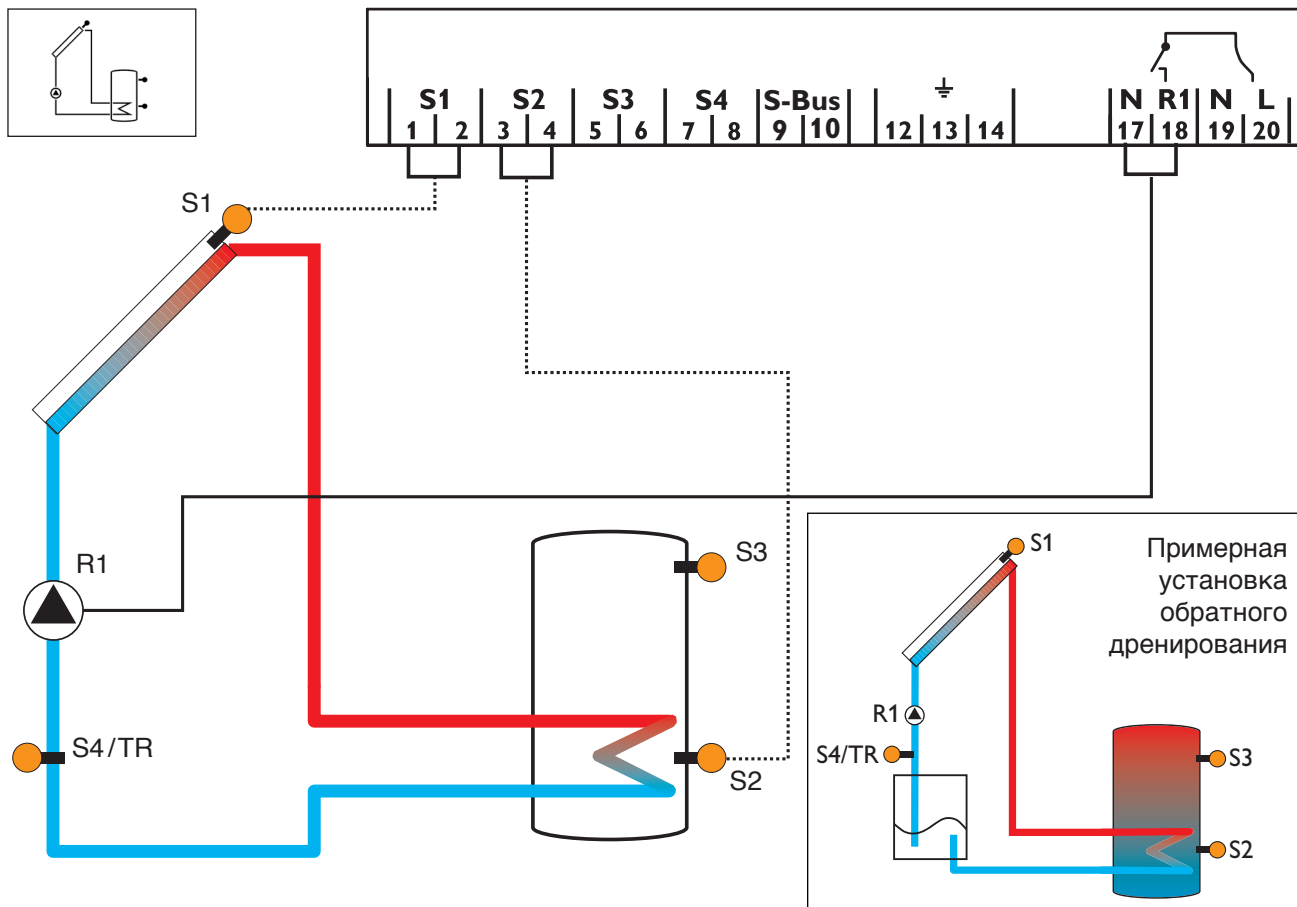 S1 S2 S3 S4 S-Bus N R1 N L
1 2 3 4 5 6 7 8 9 10 12 13 14 17 18 19 20
S1
R1
S3
S4/TR
S2
Примерная
установка
обратного
дренирования
S1
R1
S4/TR
S3
S2